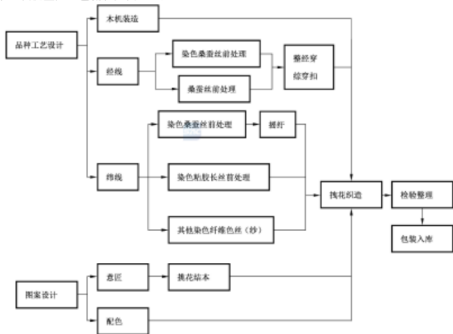 木机装造
品种工艺设计
经线
染色桑蚕丝前处理
桑蚕丝前处理
整经穿
综穿扣
染色桑蚕丝前处理
摇纡
纬线
染色粘胶长丝前处理
其他染色纤维色丝(纱)
拽花织造
检验整理
包装入库
图案设计
意匠
挑花结本
配色